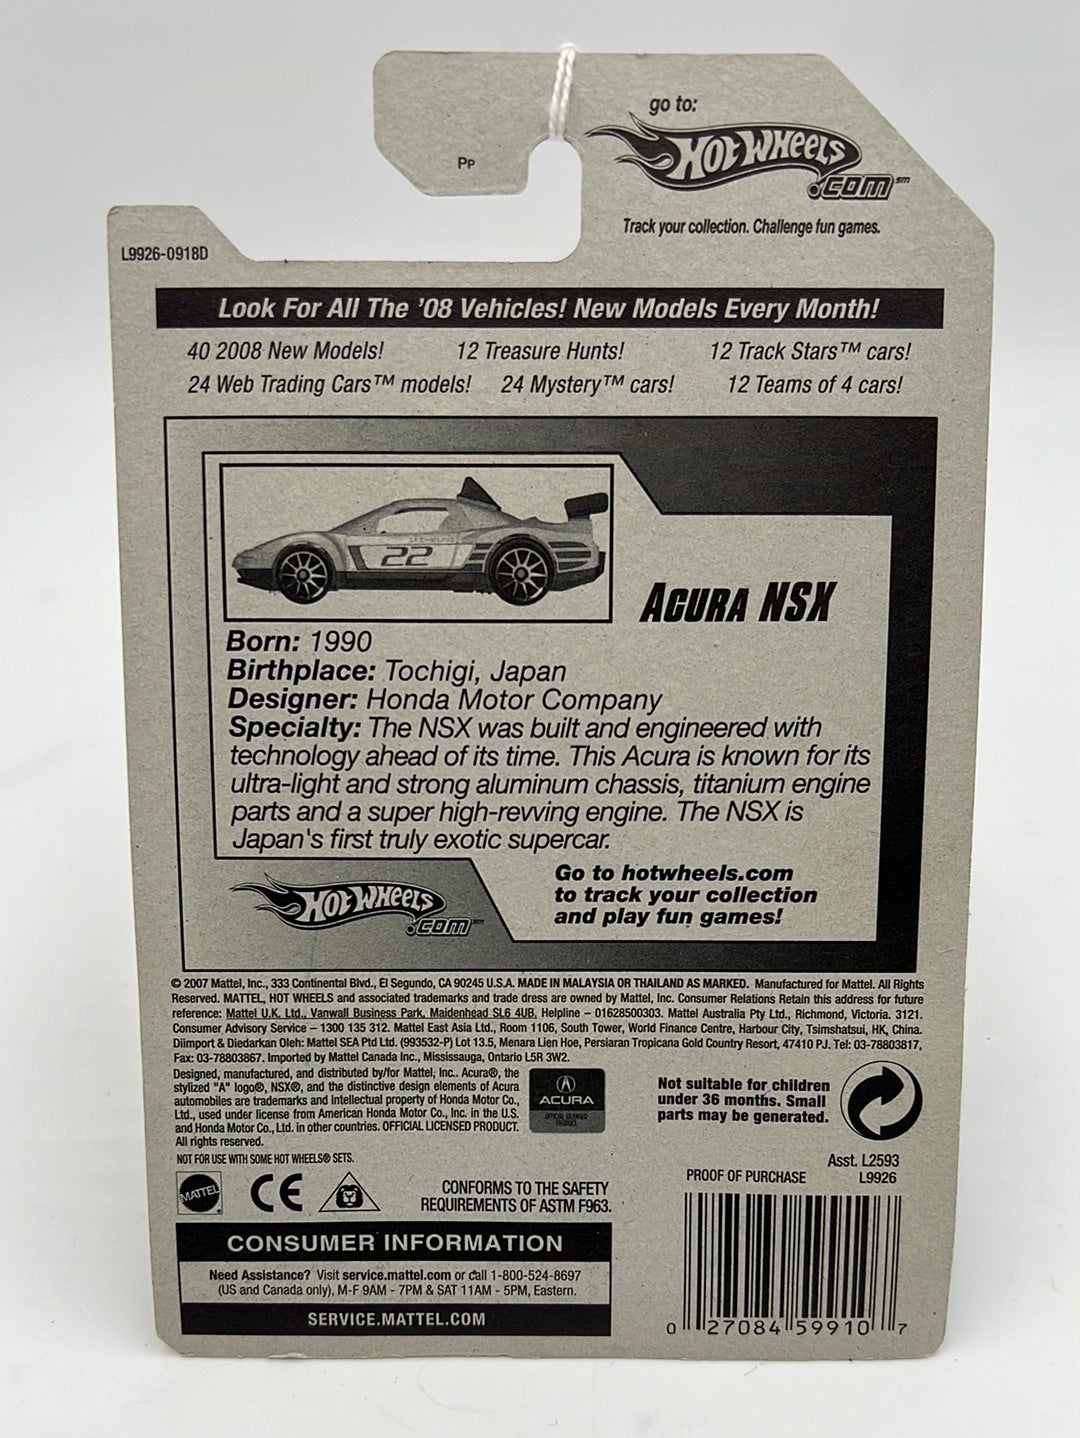 go to:
HOT WHEELS
.COM℠
Pp
Track your collection. Challenge fun games.
L9926-0918D
Look For All The '08 Vehicles! New Models Every Month!
40 2008 New Models! 12 Treasure Hunts! 12 Track Stars™ cars!
24 Web Trading Cars™ models! 24 Mystery™ cars! 12 Teams of 4 cars!
22
ACURA NSX
Born: 1990
Birthplace: Tochigi, Japan
Designer: Honda Motor Company
Specialty: The NSX was built and engineered with
technology ahead of its time. This Acura is known for its
ultra-light and strong aluminum chassis, titanium engine
parts and a super high-revving engine. The NSX is
Japan's first truly exotic supercar.
HOT WHEELS
.COM℠
Go to hotwheels.com
to track your collection
and play fun games!
© 2007 Mattel, Inc., 333 Continental Blvd., El Segundo, CA 90245 U.S.A. MADE IN MALAYSIA OR THAILAND AS MARKED. Manufactured for Mattel. All Rights
Reserved. MATTEL, HOT WHEELS and associated trademarks and trade dress are owned by Mattel, Inc. Consumer Relations Retain this address for future
reference: Mattel U.K. Ltd., Vanwall Business Park, Maidenhead SL6 4UB. Helpline – 01628500303. Mattel Australia Pty Ltd., Richmond, Victoria. 3121.
Consumer Advisory Service – 1300 135 312. Mattel East Asia Ltd., Room 1106, South Tower, World Finance Centre, Harbour City, Tsimshatsui, HK, China.
Diimport & Diedarkan Oleh: Mattel SEA Ptd Ltd. (993532-P) Lot 13.5, Menara Lien Hoe, Persiaran Tropicana Gold Country Resort, 47410 PJ. Tel: 03-78803817,
Fax: 03-78803867. Imported by Mattel Canada Inc., Mississauga, Ontario L5R 3W2.
Designed, manufactured, and distributed by/for Mattel, Inc.. Acura®, the
stylized "A" logo®, NSX®, and the distinctive design elements of Acura
automobiles are trademarks and intellectual property of Honda Motor Co.,
Ltd., used under license from American Honda Motor Co., Inc. in the U.S.
and Honda Motor Co., Ltd. in other countries. OFFICIAL LICENSED PRODUCT.
All rights reserved.
ACURA
OFFICIAL LICENSED
PRODUCT
Not suitable for children
under 36 months. Small
parts may be generated.
NOT FOR USE WITH SOME HOT WHEELS® SETS.
Asst. L2593
PROOF OF PURCHASE L9926
MATTEL®
CE
CONFORMS TO THE SAFETY
REQUIREMENTS OF ASTM F963.
CONSUMER INFORMATION
Need Assistance? Visit service.mattel.com or call 1-800-524-8697
(US and Canada only), M-F 9AM - 7PM & SAT 11AM - 5PM, Eastern.
SERVICE.MATTEL.COM
0 27084 59910 7